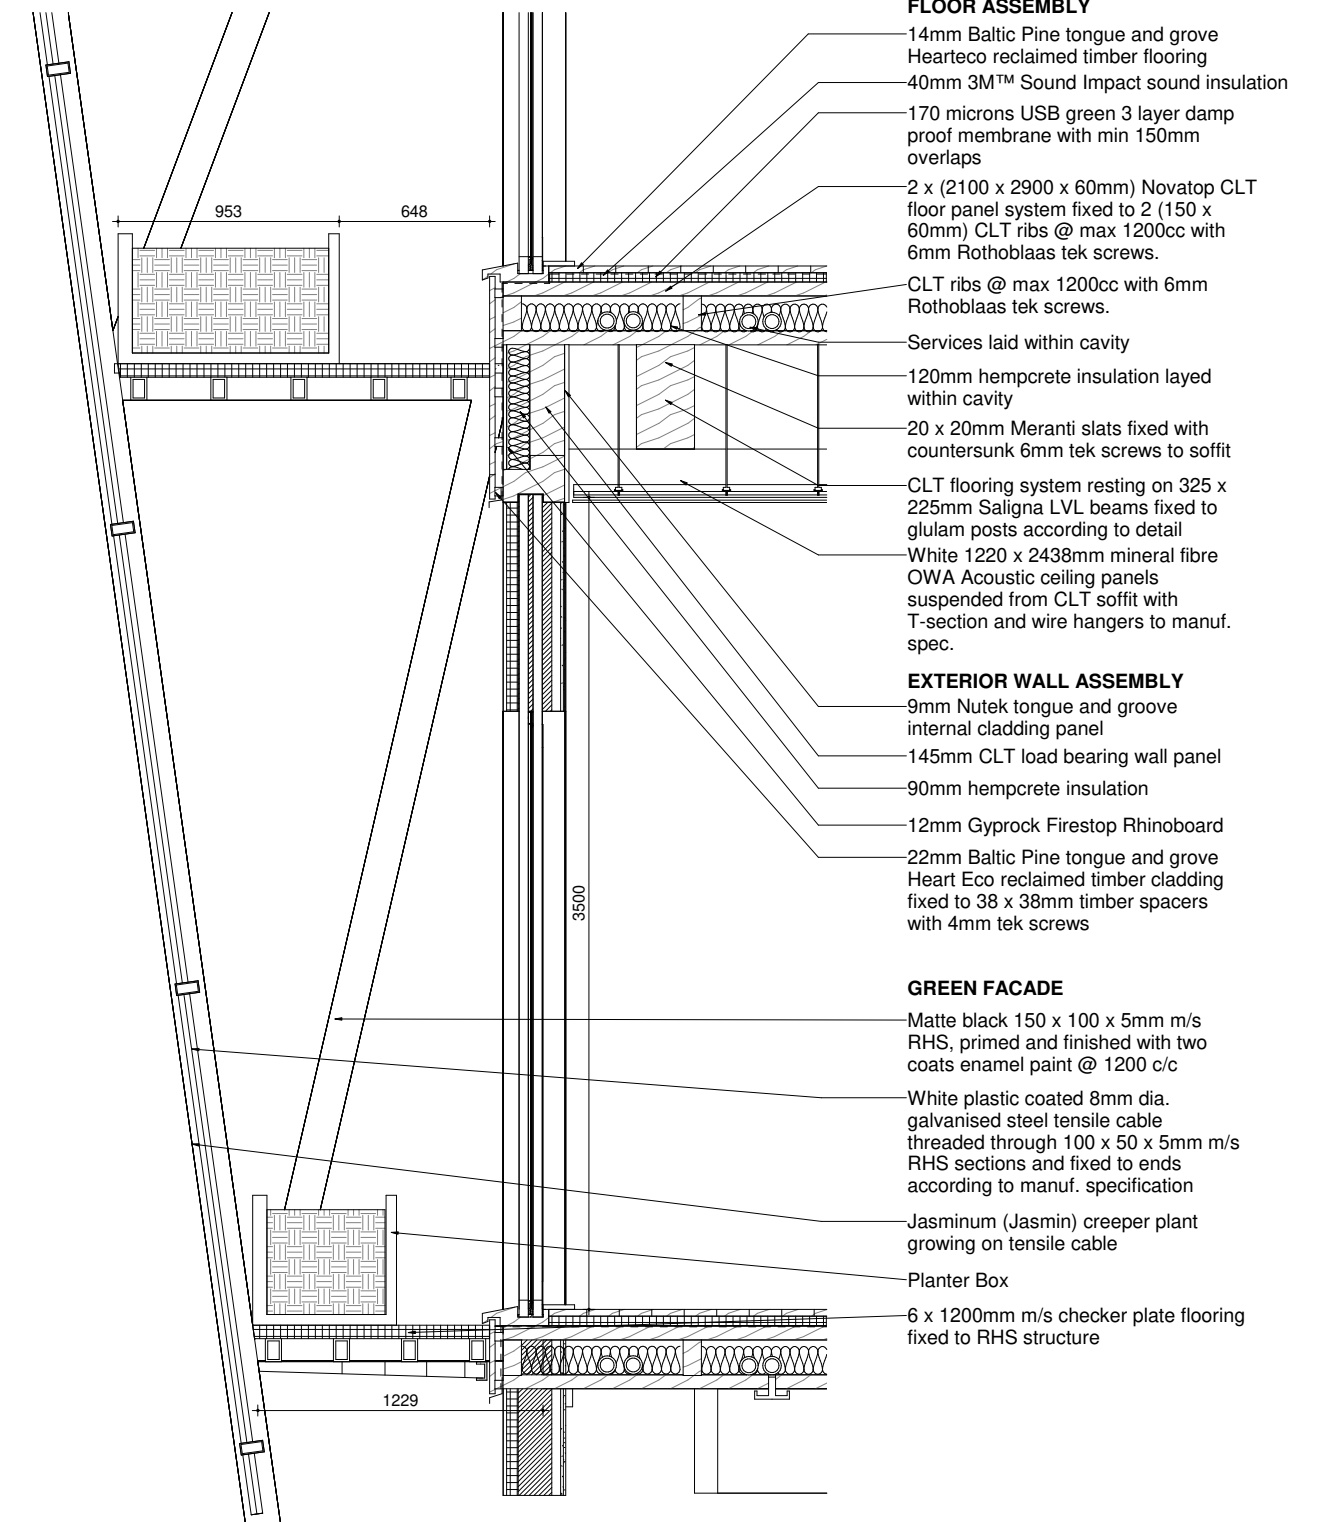 FLOOR ASSEMBLY
14mm Baltic Pine tongue and grove
Hearteco reclaimed timber flooring
40mm 3M™ Sound Impact sound insulation
170 microns USB green 3 layer damp
proof membrane with min 150mm
overlaps
2 x (2100 x 2900 x 60mm) Novatop CLT
floor panel system fixed to 2 (150 x
60mm) CLT ribs @ max 1200cc with
6mm Rothoblaas tek screws.
CLT ribs @ max 1200cc with 6mm
Rothoblaas tek screws.
Services laid within cavity
120mm hempcrete insulation layed
within cavity
20 x 20mm Meranti slats fixed with
countersunk 6mm tek screws to soffit
CLT flooring system resting on 325 x
225mm Saligna LVL beams fixed to
glulam posts according to detail
White 1220 x 2438mm mineral fibre
OWA Acoustic ceiling panels
suspended from CLT soffit with
T-section and wire hangers to manuf.
spec.
EXTERIOR WALL ASSEMBLY
9mm Nutek tongue and groove
internal cladding panel
145mm CLT load bearing wall panel
90mm hempcrete insulation
12mm Gyprock Firestop Rhinoboard
22mm Baltic Pine tongue and grove
Heart Eco reclaimed timber cladding
fixed to 38 x 38mm timber spacers
with 4mm tek screws
GREEN FACADE
Matte black 150 x 100 x 5mm m/s
RHS, primed and finished with two
coats enamel paint @ 1200 c/c
White plastic coated 8mm dia.
galvanised steel tensile cable
threaded through 100 x 50 x 5mm m/s
RHS sections and fixed to ends
according to manuf. specification
Jasminum (Jasmin) creeper plant
growing on tensile cable
Planter Box
6 x 1200mm m/s checker plate flooring
fixed to RHS structure
953
648
3500
1229